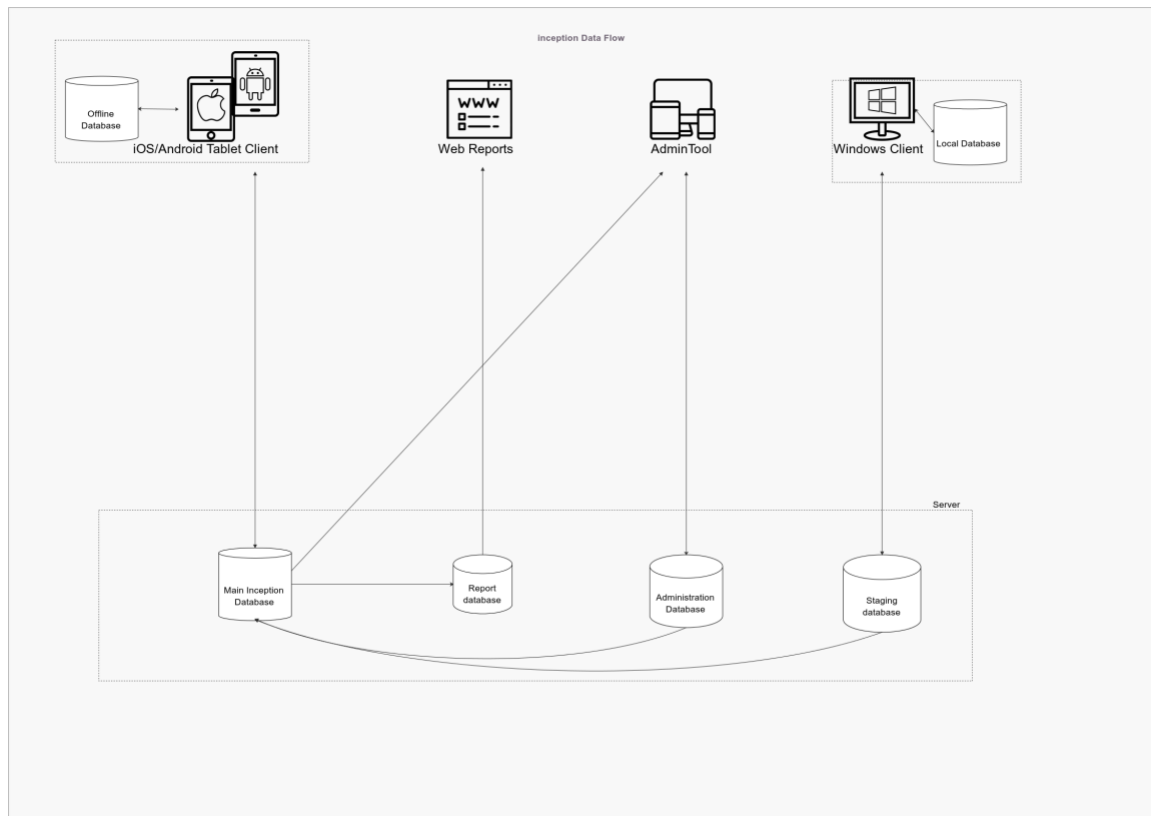 inception Data Flow
Offline
Database
iOS/Android Tablet Client
WWW
Web Reports
AdminTool
Windows Client
Local Database
Server
Main Inception
Database
Report
database
Administration
Database
Staging
database